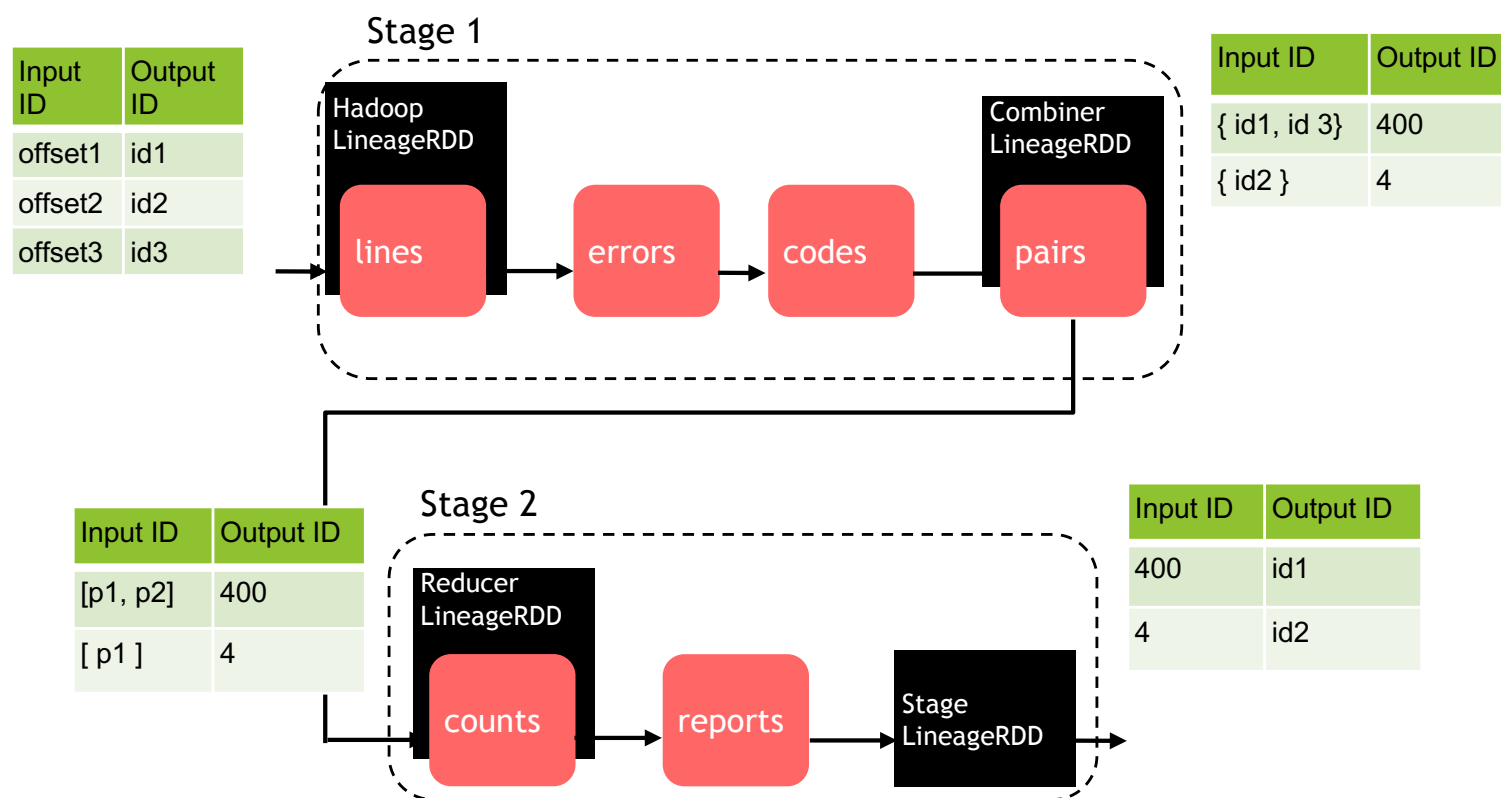 Stage 1
Input
ID
Output
ID
offset1 id1
offset2 id2
offset3 id3
Hadoop
LineageRDD
lines
errors
codes
Combiner
LineageRDD
pairs
Input ID Output ID
{ id1, id 3} 400
{ id2 } 4
Stage 2
Input ID Output ID
[p1, p2] 400
[ p1 ] 4
Reducer
LineageRDD
counts
reports
Stage
LineageRDD
Input ID Output ID
400 id1
4 id2